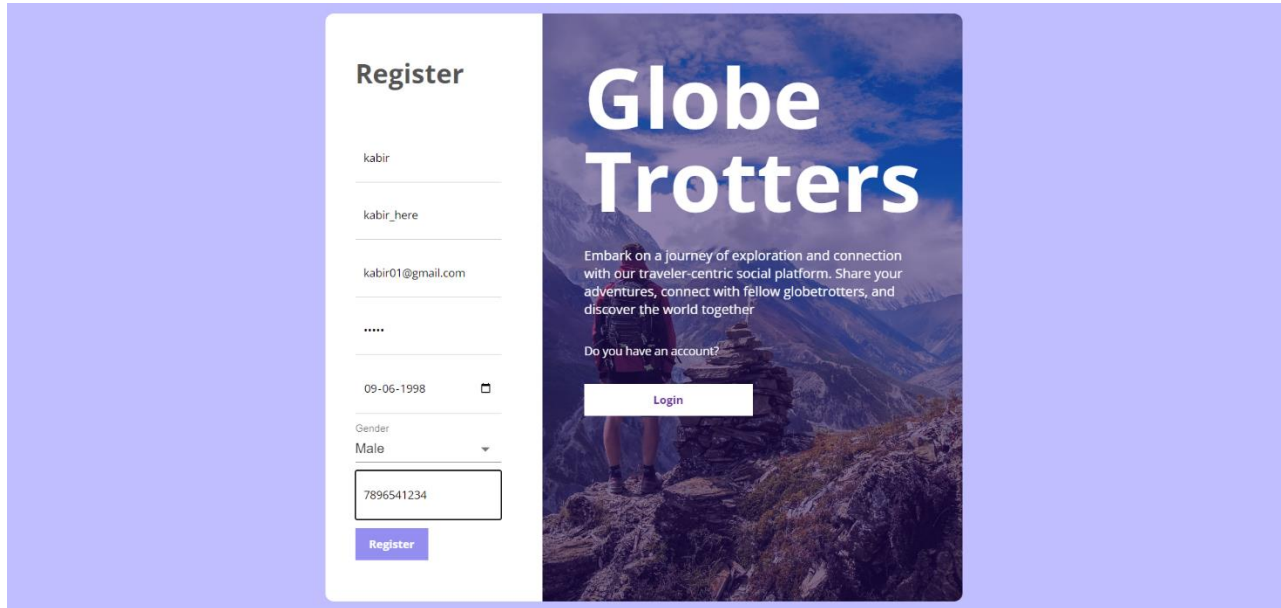 Register
kabir
kabir_here
kabir01@gmail.com
•••••
09-06-1998
Gender
Male
7896541234
Register
Globe
Trotters
Embark on a journey of exploration and connection
with our traveler-centric social platform. Share your
adventures, connect with fellow globetrotters, and
discover the world together
Do you have an account?
Login